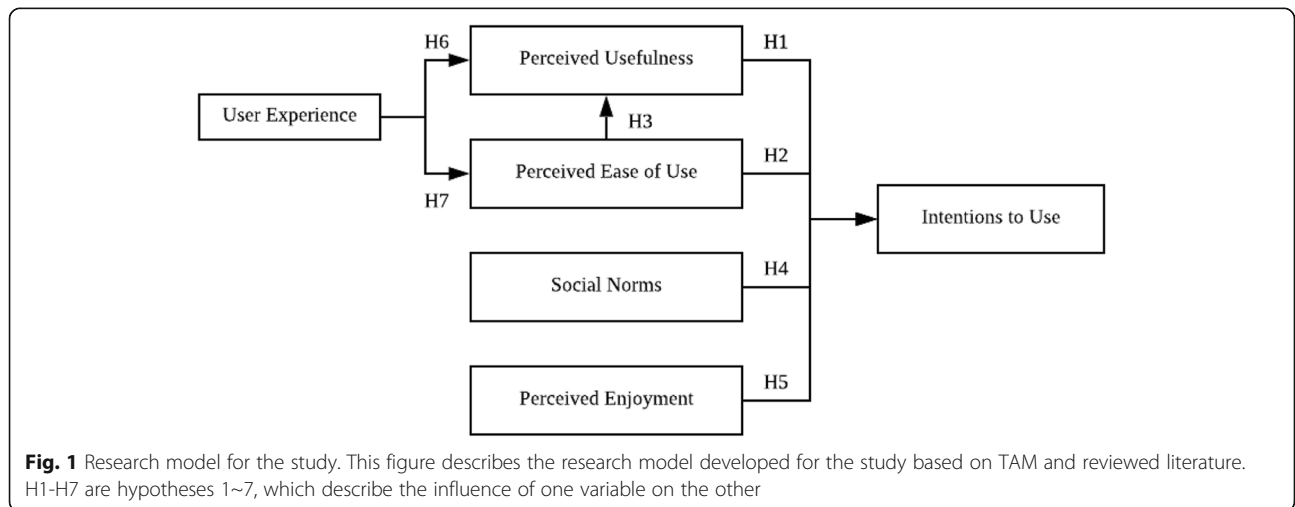 H6
Perceived Usefulness
H1
User Experience
H3
H7
Perceived Ease of Use
H2
Intentions to Use
Social Norms
H4
Perceived Enjoyment
H5
Fig. 1 Research model for the study. This figure describes the research model developed for the study based on TAM and reviewed literature.
H1-H7 are hypotheses 1~7, which describe the influence of one variable on the other